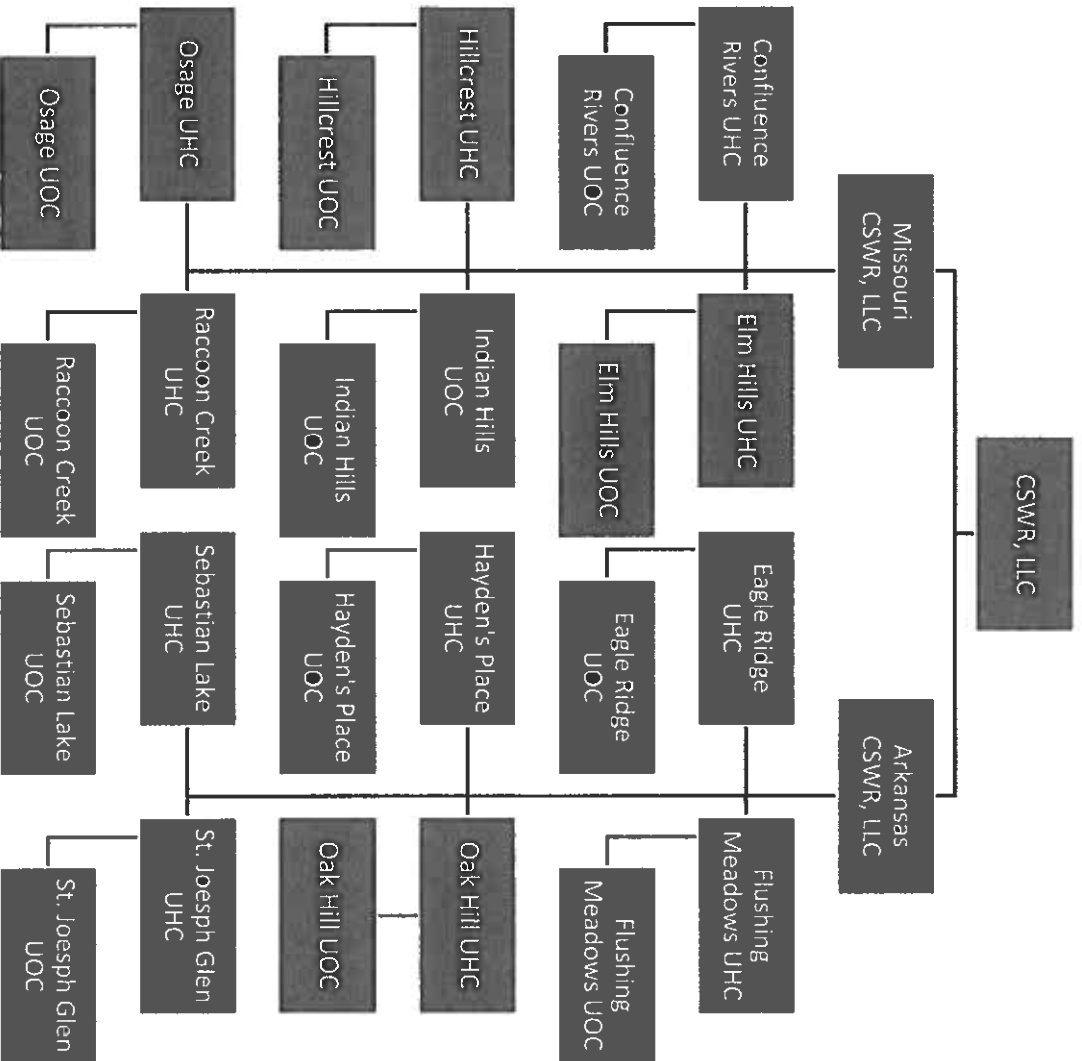 CSWR, LLC
Missouri
CSWR, LLC
Arkansas
CSWR, LLC
Confluence
Rivers UHC
Confluence
Rivers UOC
Elm Hills UHC
Elm Hills UOC
Eagle Ridge
UHC
Eagle Ridge
UOC
Flushing
Meadows UHC
Flushing
Meadows UOC
Hillcrest UHC
Hillcrest UOC
Indian Hills
UOC
Indian Hills
UOC
Hayden's Place
UHC
Hayden's Place
UOC
Oak Hill UHC
Oak Hill UOC
Osage UHC
Osage UOC
Raccoon Creek
UHC
Raccoon Creek
UOC
Sebastian Lake
UHC
Sebastian Lake
UOC
St. Joesph Glen
UHC
St. Joesph Glen
UOC